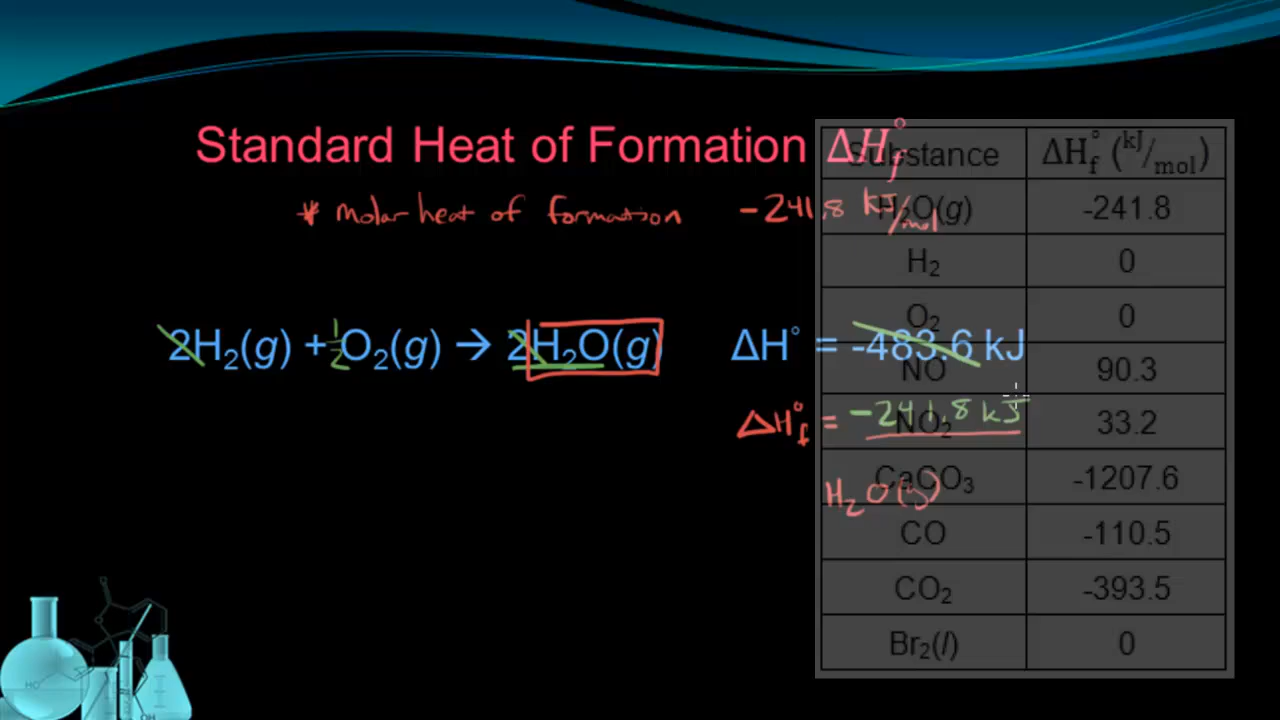 Standard Heat of Formation ΔH°f
* molar heat of formation -241.8 kJ/mol
2H₂(g) + ½O₂(g) → 2H₂O(g) ΔH° = -483.6 kJ
ΔH°f = -241.8 kJ
H₂O(g)
Substance ΔH°f (kJ/mol)
H₂O(g) -241.8
H₂ 0
O₂ 0
NO 90.3
NO₂ 33.2
CaCO₃ -1207.6
CO -110.5
CO₂ -393.5
Br₂(l) 0
HO
OH